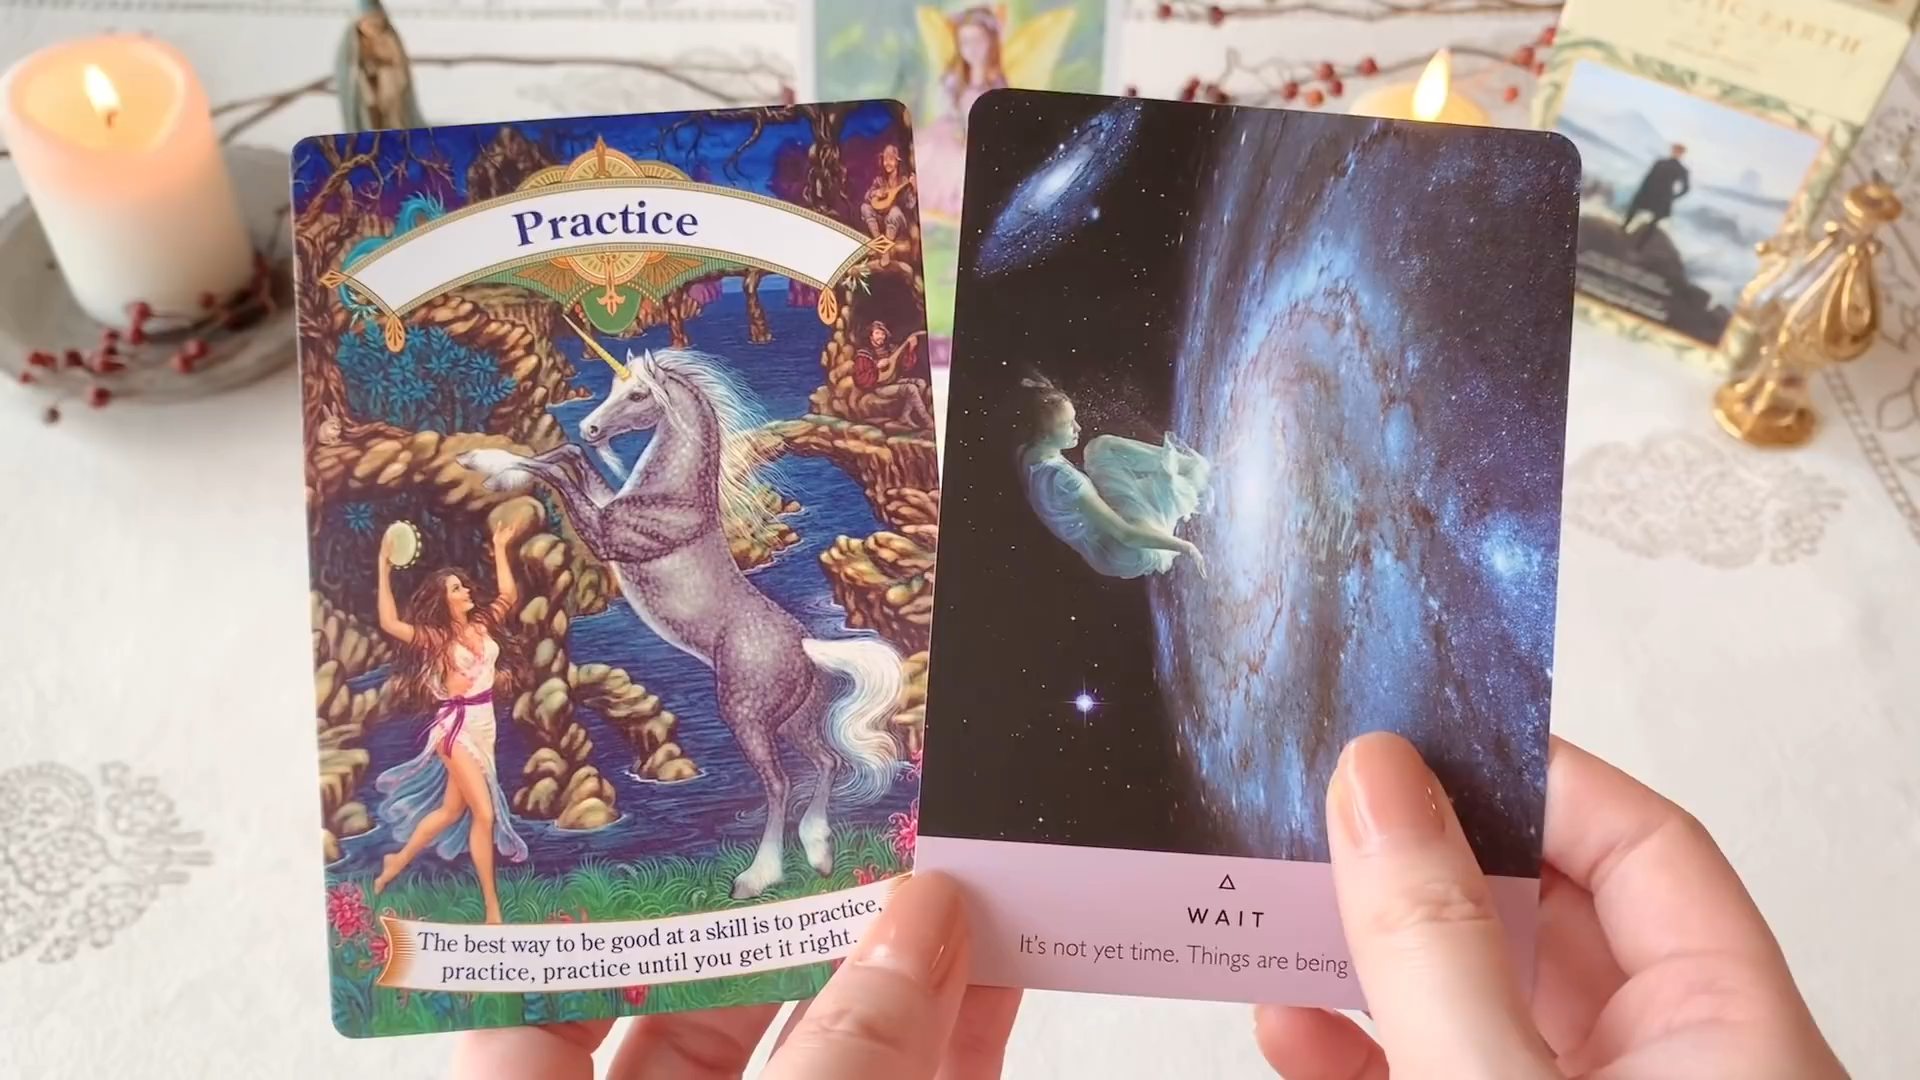 Practice
The best way to be good at a skill is to practice,
practice, practice until you get it right.
WAIT
It's not yet time. Things are being
EARTH